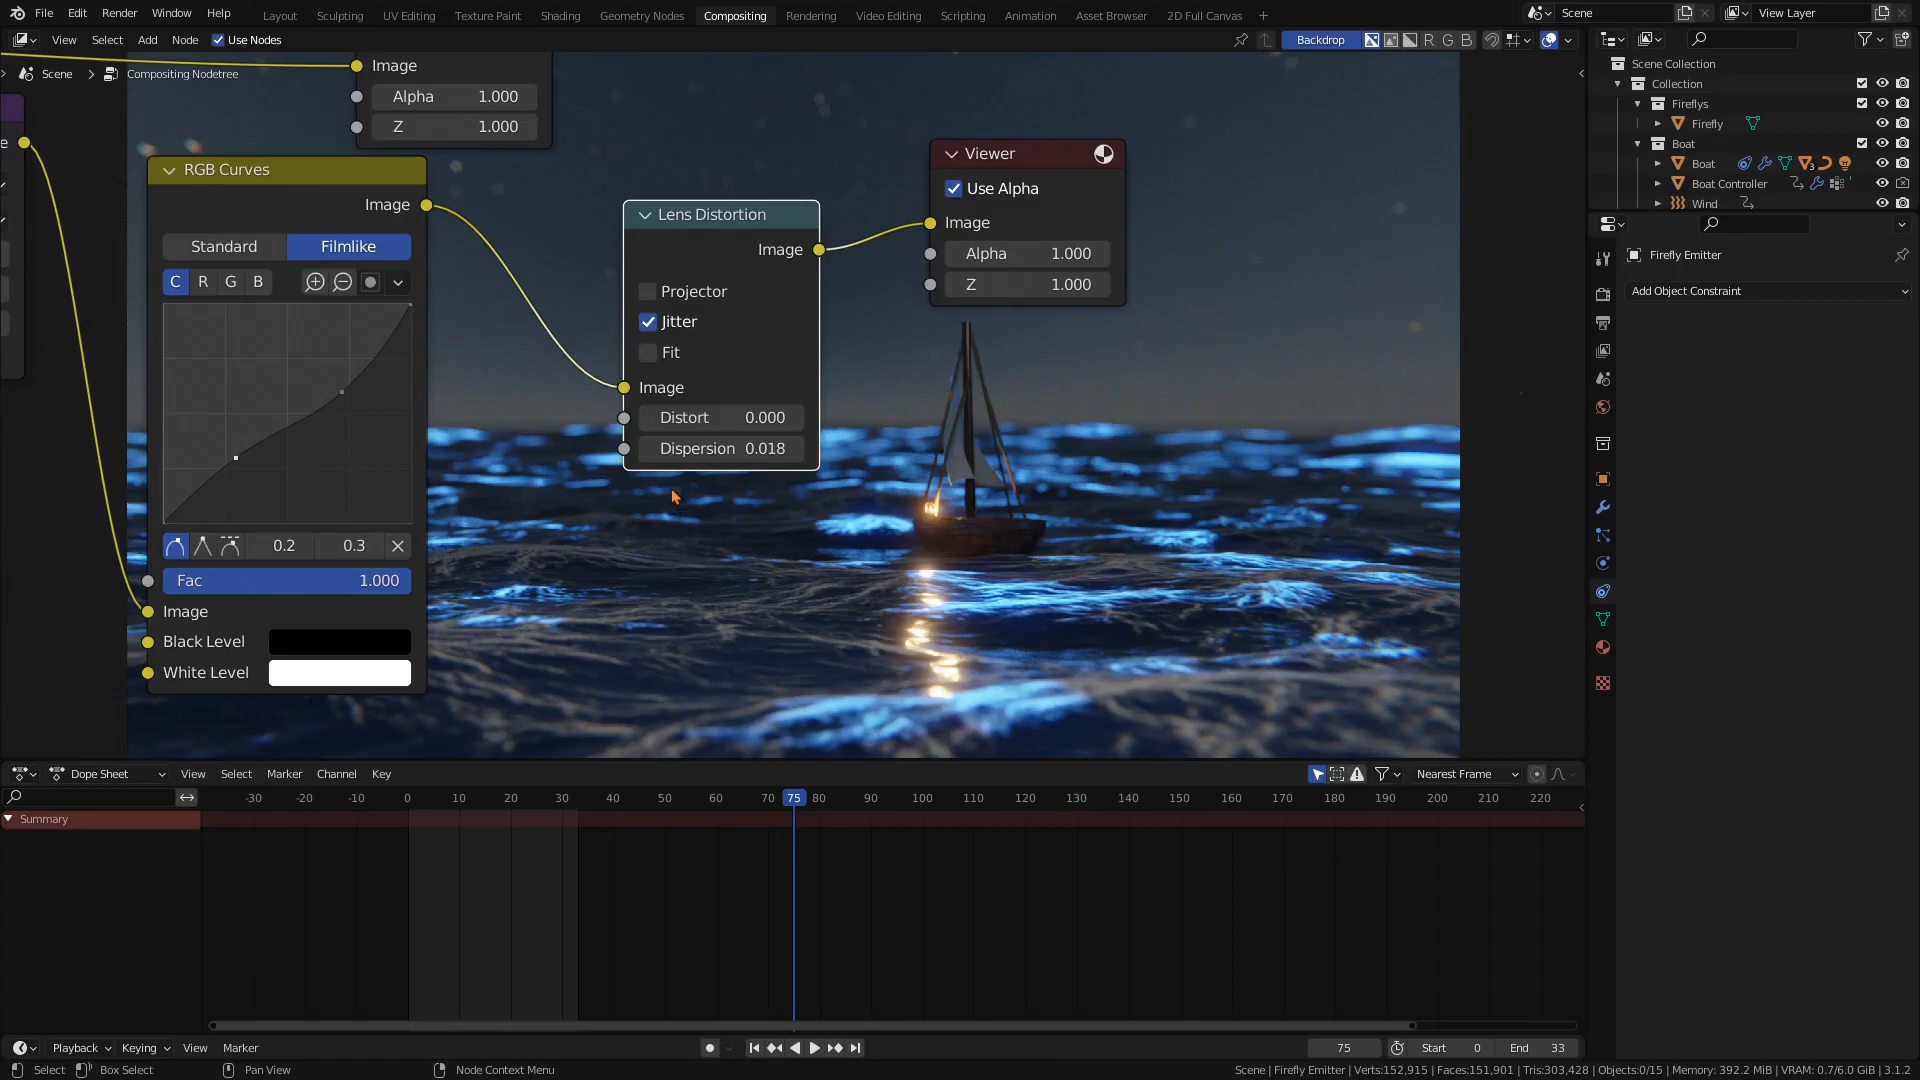 File Edit Render Window Help Layout Sculpting UV Editing Texture Paint Shading Geometry Nodes Compositing Rendering Video Editing Scripting Animation Asset Browser 2D Full Canvas + Scene View Layer
View Select Add Node Use Nodes Backdrop R G B
Scene > Compositing Nodetree
Image
Alpha 1.000
Z 1.000
RGB Curves
Image
Standard Filmlike
C R G B
0.2 0.3
Fac 1.000
Image
Black Level
White Level
Lens Distortion
Image
Projector
Jitter
Fit
Image
Distort 0.000
Dispersion 0.018
Viewer
Use Alpha
Image
Alpha 1.000
Z 1.000
Scene Collection
Collection
Fireflys
Firefly
Boat
Boat 3
Boat Controller
Wind
Firefly Emitter
Add Object Constraint
Dope Sheet View Select Marker Channel Key Nearest Frame
-30 -20 -10 0 10 20 30 40 50 60 70 75 80 90 100 110 120 130 140 150 160 170 180 190 200 210 220
Summary
Playback Keying View Marker 75 Start 0 End 33
Select Box Select Pan View Node Context Menu Scene | Firefly Emitter | Verts:152,915 | Faces:151,901 | Tris:303,428 | Objects:0/15 | Memory: 392.2 MiB | VRAM: 0.7/6.0 GiB | 3.1.2